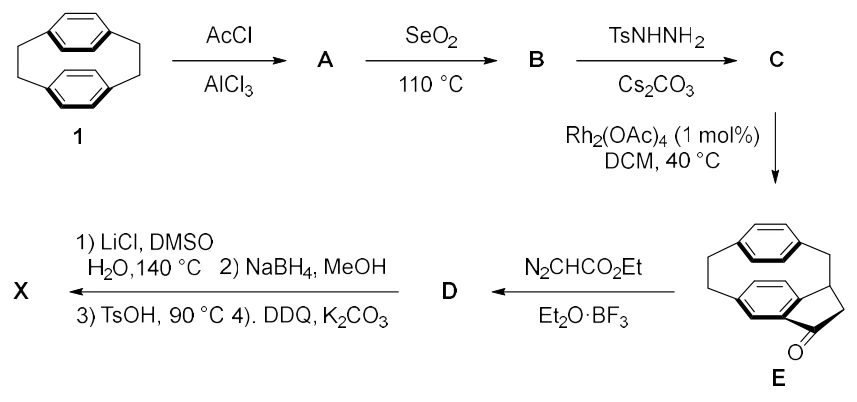 AcCl
AlCl₃
A
SeO₂
110 °C
B
TsNHNH₂
Cs₂CO₃
C
1
Rh₂(OAc)₄ (1 mol%)
DCM, 40 °C
O
E
N₂CHCO₂Et
Et₂O·BF₃
D
1) LiCl, DMSO
H₂O,140 °C 2) NaBH₄, MeOH
3) TsOH, 90 °C 4). DDQ, K₂CO₃
X